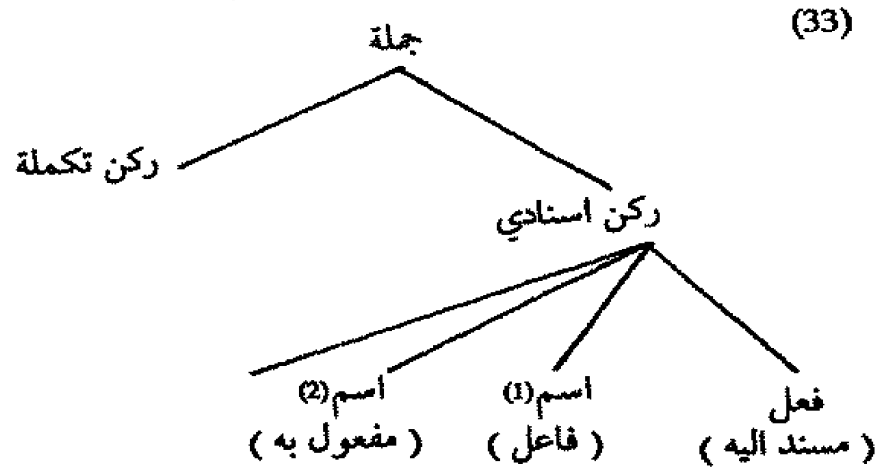 (33)
جملة
ركن تكملة
ركن اسنادي
فعل اسم(1) اسم(2)
( مسند اليه ) ( فاعل ) ( مفعول به )